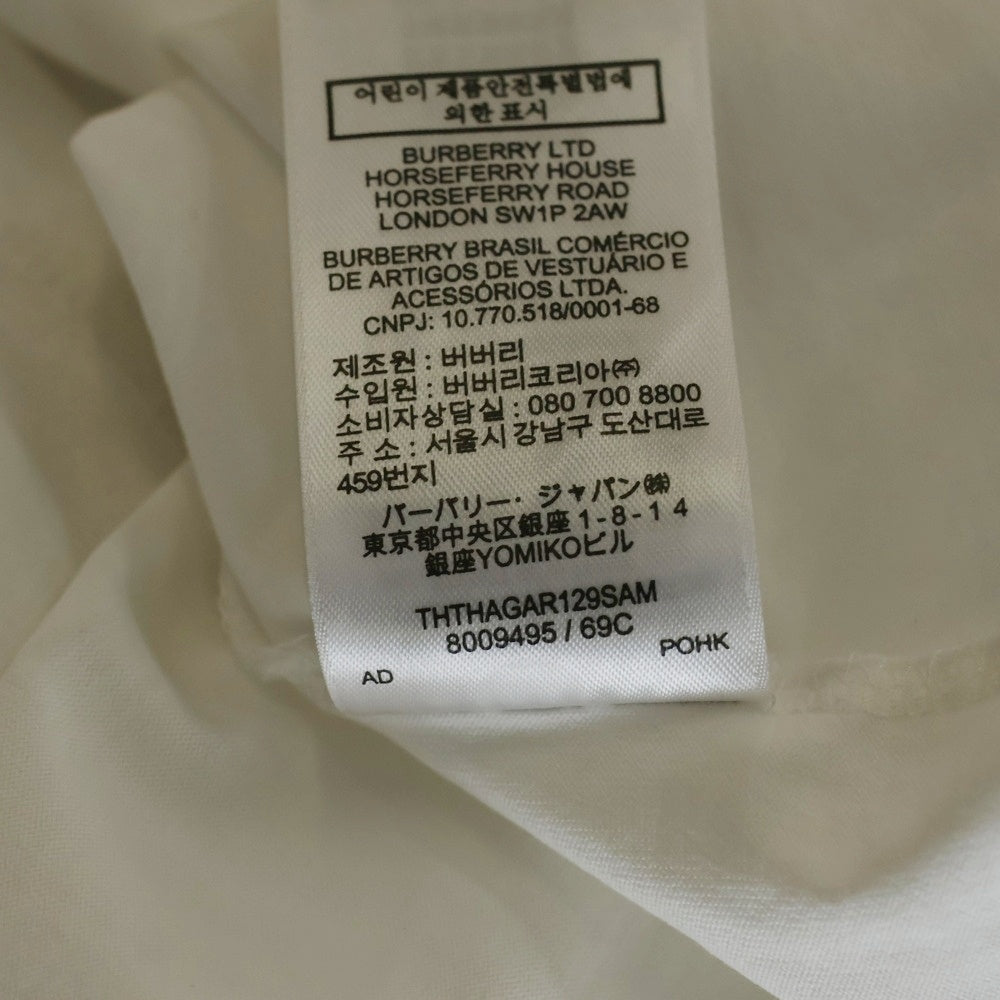 어린이 제품안전특별법에
의한 표시
BURBERRY LTD
HORSEFERRY HOUSE
HORSEFERRY ROAD
LONDON SW1P 2AW
BURBERRY BRASIL COMÉRCIO
DE ARTIGOS DE VESTUÁRIO E
ACESSÓRIOS LTDA.
CNPJ: 10.770.518/0001-68
제조원 : 버버리
수입원 : 버버리코리아㈜
소비자상담실 : 080 700 8800
주 소 : 서울시 강남구 도산대로
459번지
バーバリー・ジャパン㈱
東京都中央区銀座 1-8-14
銀座YOMIKOビル
THTHAGAR129SAM
8009495 / 69C
POHK
AD